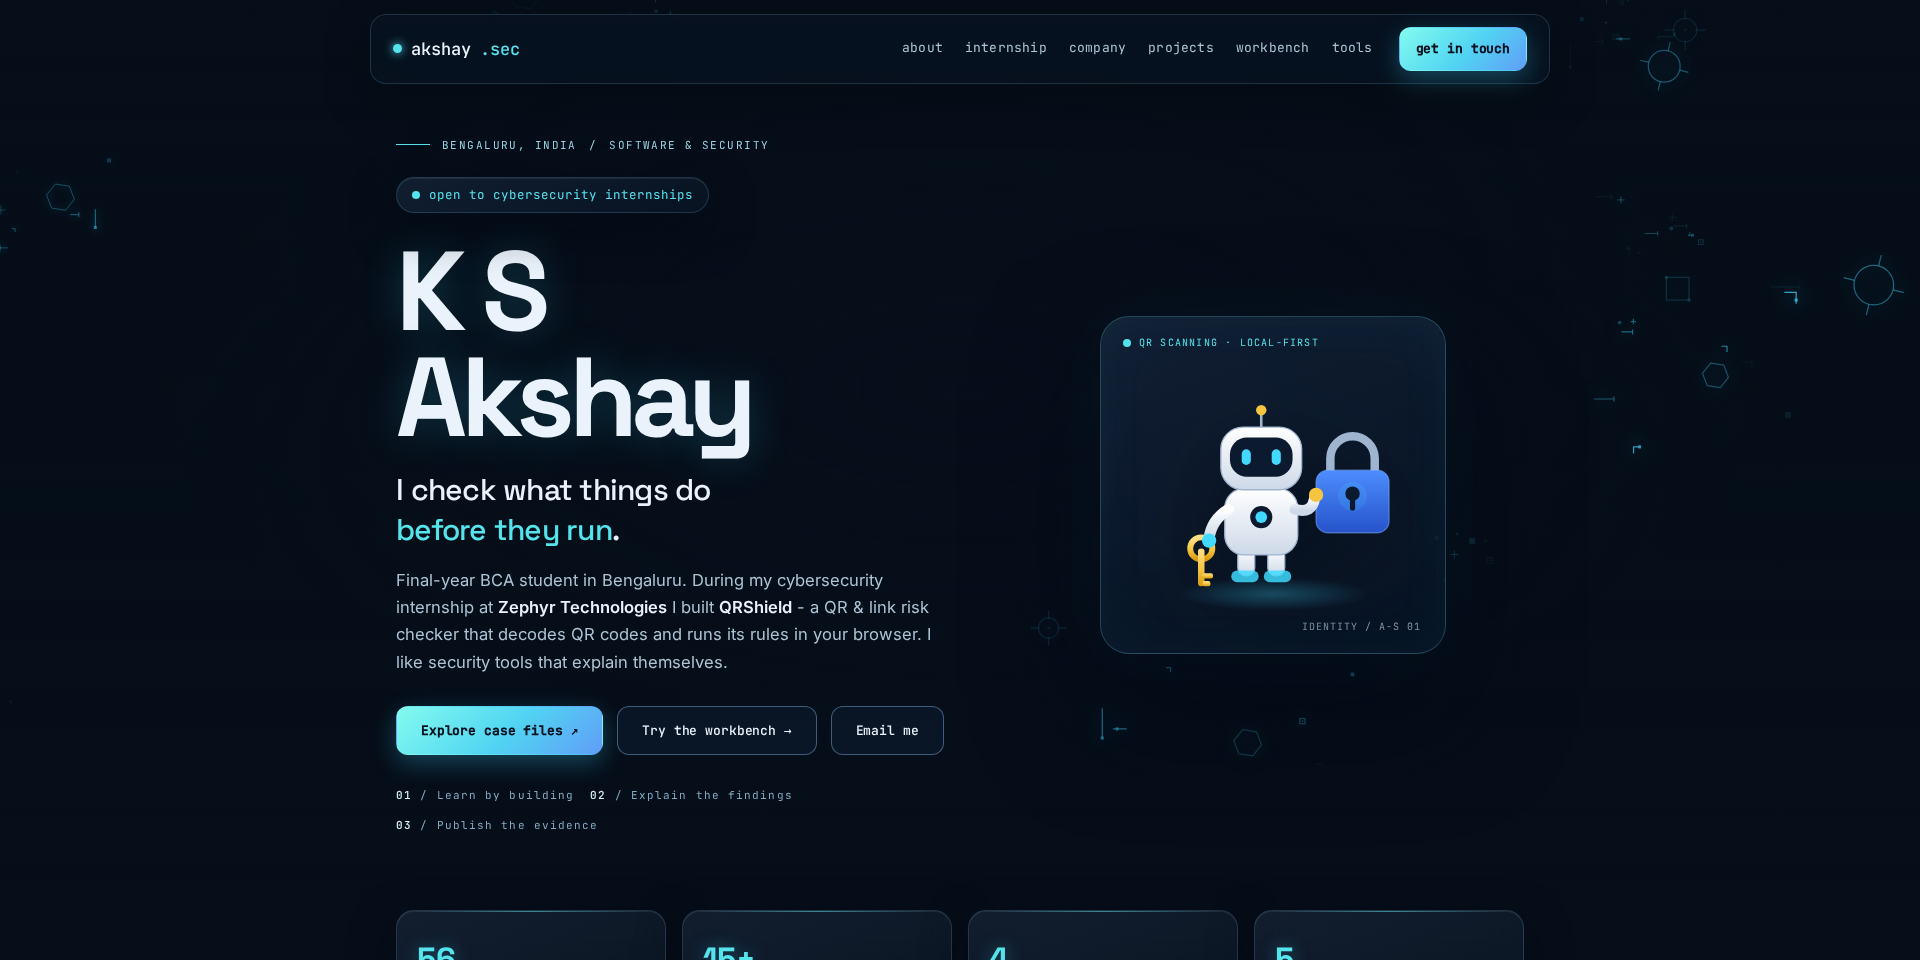 akshay .sec
about internship company projects workbench tools get in touch
BENGALURU, INDIA / SOFTWARE & SECURITY
open to cybersecurity internships
K S
Akshay
I check what things do
before they run.
Final-year BCA student in Bengaluru. During my cybersecurity
internship at Zephyr Technologies I built QRShield - a QR & link risk
checker that decodes QR codes and runs its rules in your browser. I
like security tools that explain themselves.
Explore case files ↗ Try the workbench → Email me
01 / Learn by building 02 / Explain the findings
03 / Publish the evidence
QR SCANNING · LOCAL-FIRST
IDENTITY / A-S 01
56 15+ 4 5